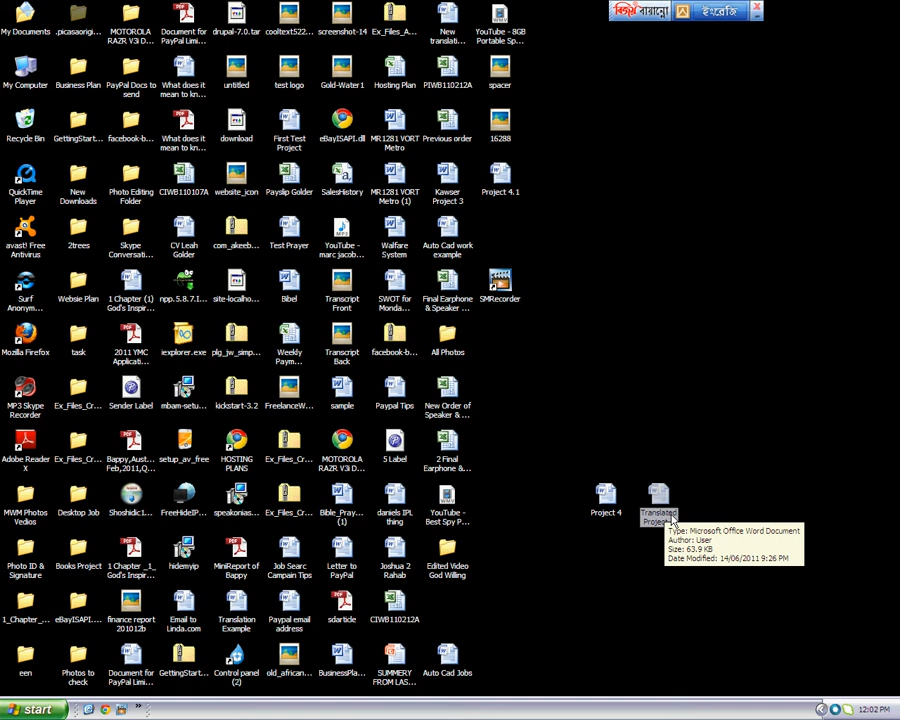 বিজয় বায়ান্নো ইংরেজি
My Documents .picasaorigi... MOTOROLA Document for drupal-7.0.tar cooltext522... screenshot-14 Ex_Files_A... New YouTube - 8GB
RAZR V3i D... PayPal Limi... translati... Portable Sp...
My Computer Business Plan PayPal Docs to What does it untitled test logo Gold-Water1 Hosting Plan PIWB110212A spacer
send mean to kn...
Recycle Bin GettingStart... facebook-b... What does it download First Test eBayISAPI.dll MR1281 VORT Previous order 16288
mean to kn... Project Metro
QuickTime New Photo Editing CIWB110107A website_icon Payslip Golder SalesHistory MR1281 VORT Kawser Project 4.1
Player Downloads Folder Metro (1) Project 3
avast! Free 2trees Skype CV Leah com_akeeb... Test Prayer YouTube - Walfare Auto Cad work
Antivirus Conversati... Golder marc jacob... System example
Surf Websie Plan 1 Chapter (1) npp.5.8.7.I... site-localho... Bibel Transcript SWOT for Final Earphone SMRecorder
Anonym... God's Inspir... Front Monda... & Speaker ...
Mozilla Firefox task 2011 YMC iexplorer.exe plg_jw_simp... Weekly Transcript facebook-b... All Photos
Applicati... Paym... Back
MP3 Skype Ex_Files_Cr... Sender Label mbam-setu... kickstart-3.2 FreelanceW... sample Paypal Tips New Order of
Recorder Speaker & ...
Adobe Reader Ex_Files_Cr... Bappy,Aust... setup_av_free HOSTING Ex_Files_Cr... MOTOROLA 5 Label 2 Final
X Feb,2011,Q... PLANS RAZR V3i D... Earphone &...
MWM Photos Desktop Job Shoshidic1... FreeHideIP... speakonias... Ex_Files_Cr... Bible_Pray... daniels IPL YouTube - Project 4 Translated
Vedios (1) thing Best Spy P... Project
Type: Microsoft Office Word Document
Author: User
Size: 63.9 KB
Date Modified: 14/06/2011 9:26 PM
Photo ID & Books Project 1 Chapter _1_ hidemyip MiniReport of Job Searc Letter to Joshua 2 Edited Video
Signature God's Inspir... Bappy Campain Tips PayPal Rahab God Willing
1_Chapter_... eBayISAPI.... finance report Email to Translation Paypal email sdartide CIWB110212A
201012b Linda.com Example address
een Photos to Document for GettingStart... Control panel old_african... BusinessPla... SUMMERY Auto Cad Jobs
check PayPal Limi... (2) FROM LAS...
start » 12:02 PM